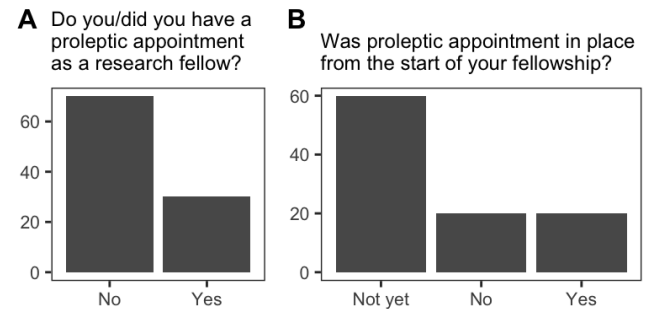 A Do you/did you have a
proleptic appointment
as a research fellow?
60
40
20
0
No Yes
B
Was proleptic appointment in place
from the start of your fellowship?
60
40
20
0
Not yet No Yes